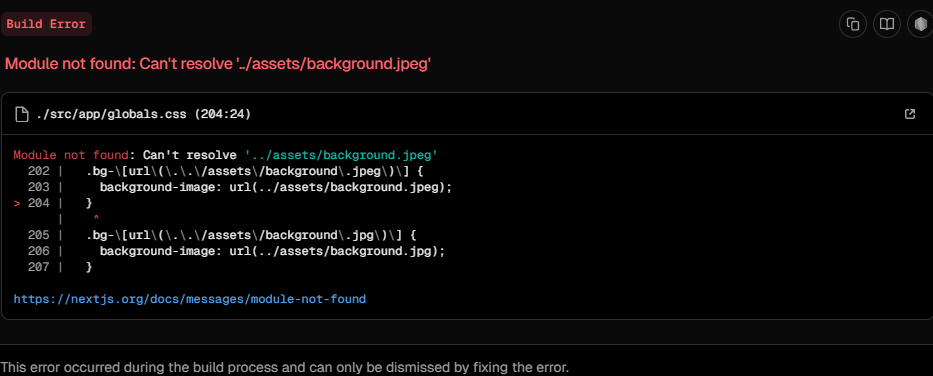 Build Error
Module not found: Can't resolve '../assets/background.jpeg'
./src/app/globals.css (204:24)
Module not found: Can't resolve '../assets/background.jpeg'
  202 |   .bg-\[url\(\.\.\/assets\/background\.jpeg\)\] {
  203 |     background-image: url(../assets/background.jpeg);
> 204 |   }
      |    ^
  205 |   .bg-\[url\(\.\.\/assets\/background\.jpg\)\] {
  206 |     background-image: url(../assets/background.jpg);
  207 |   }
https://nextjs.org/docs/messages/module-not-found
This error occurred during the build process and can only be dismissed by fixing the error.